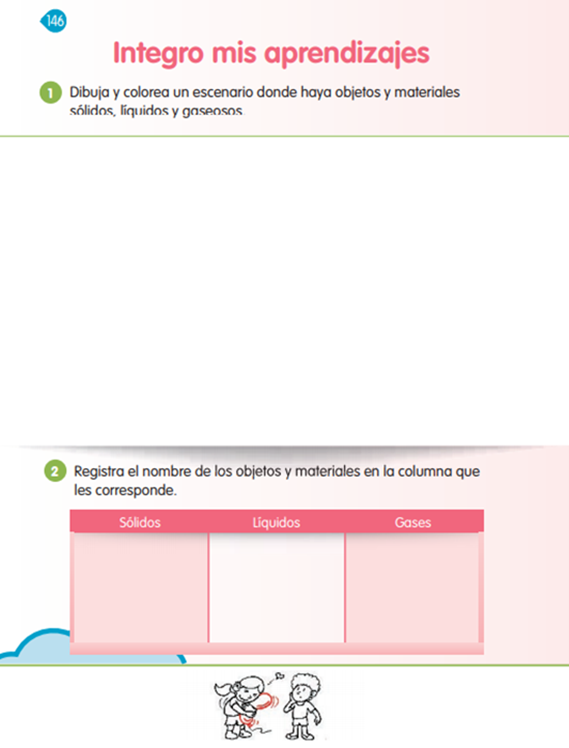 146
Integro mis aprendizajes
1 Dibuja y colorea un escenario donde haya objetos y materiales
sólidos, líquidos y gaseosos.
2 Registra el nombre de los objetos y materiales en la columna que
les corresponde.
Sólidos Líquidos Gases